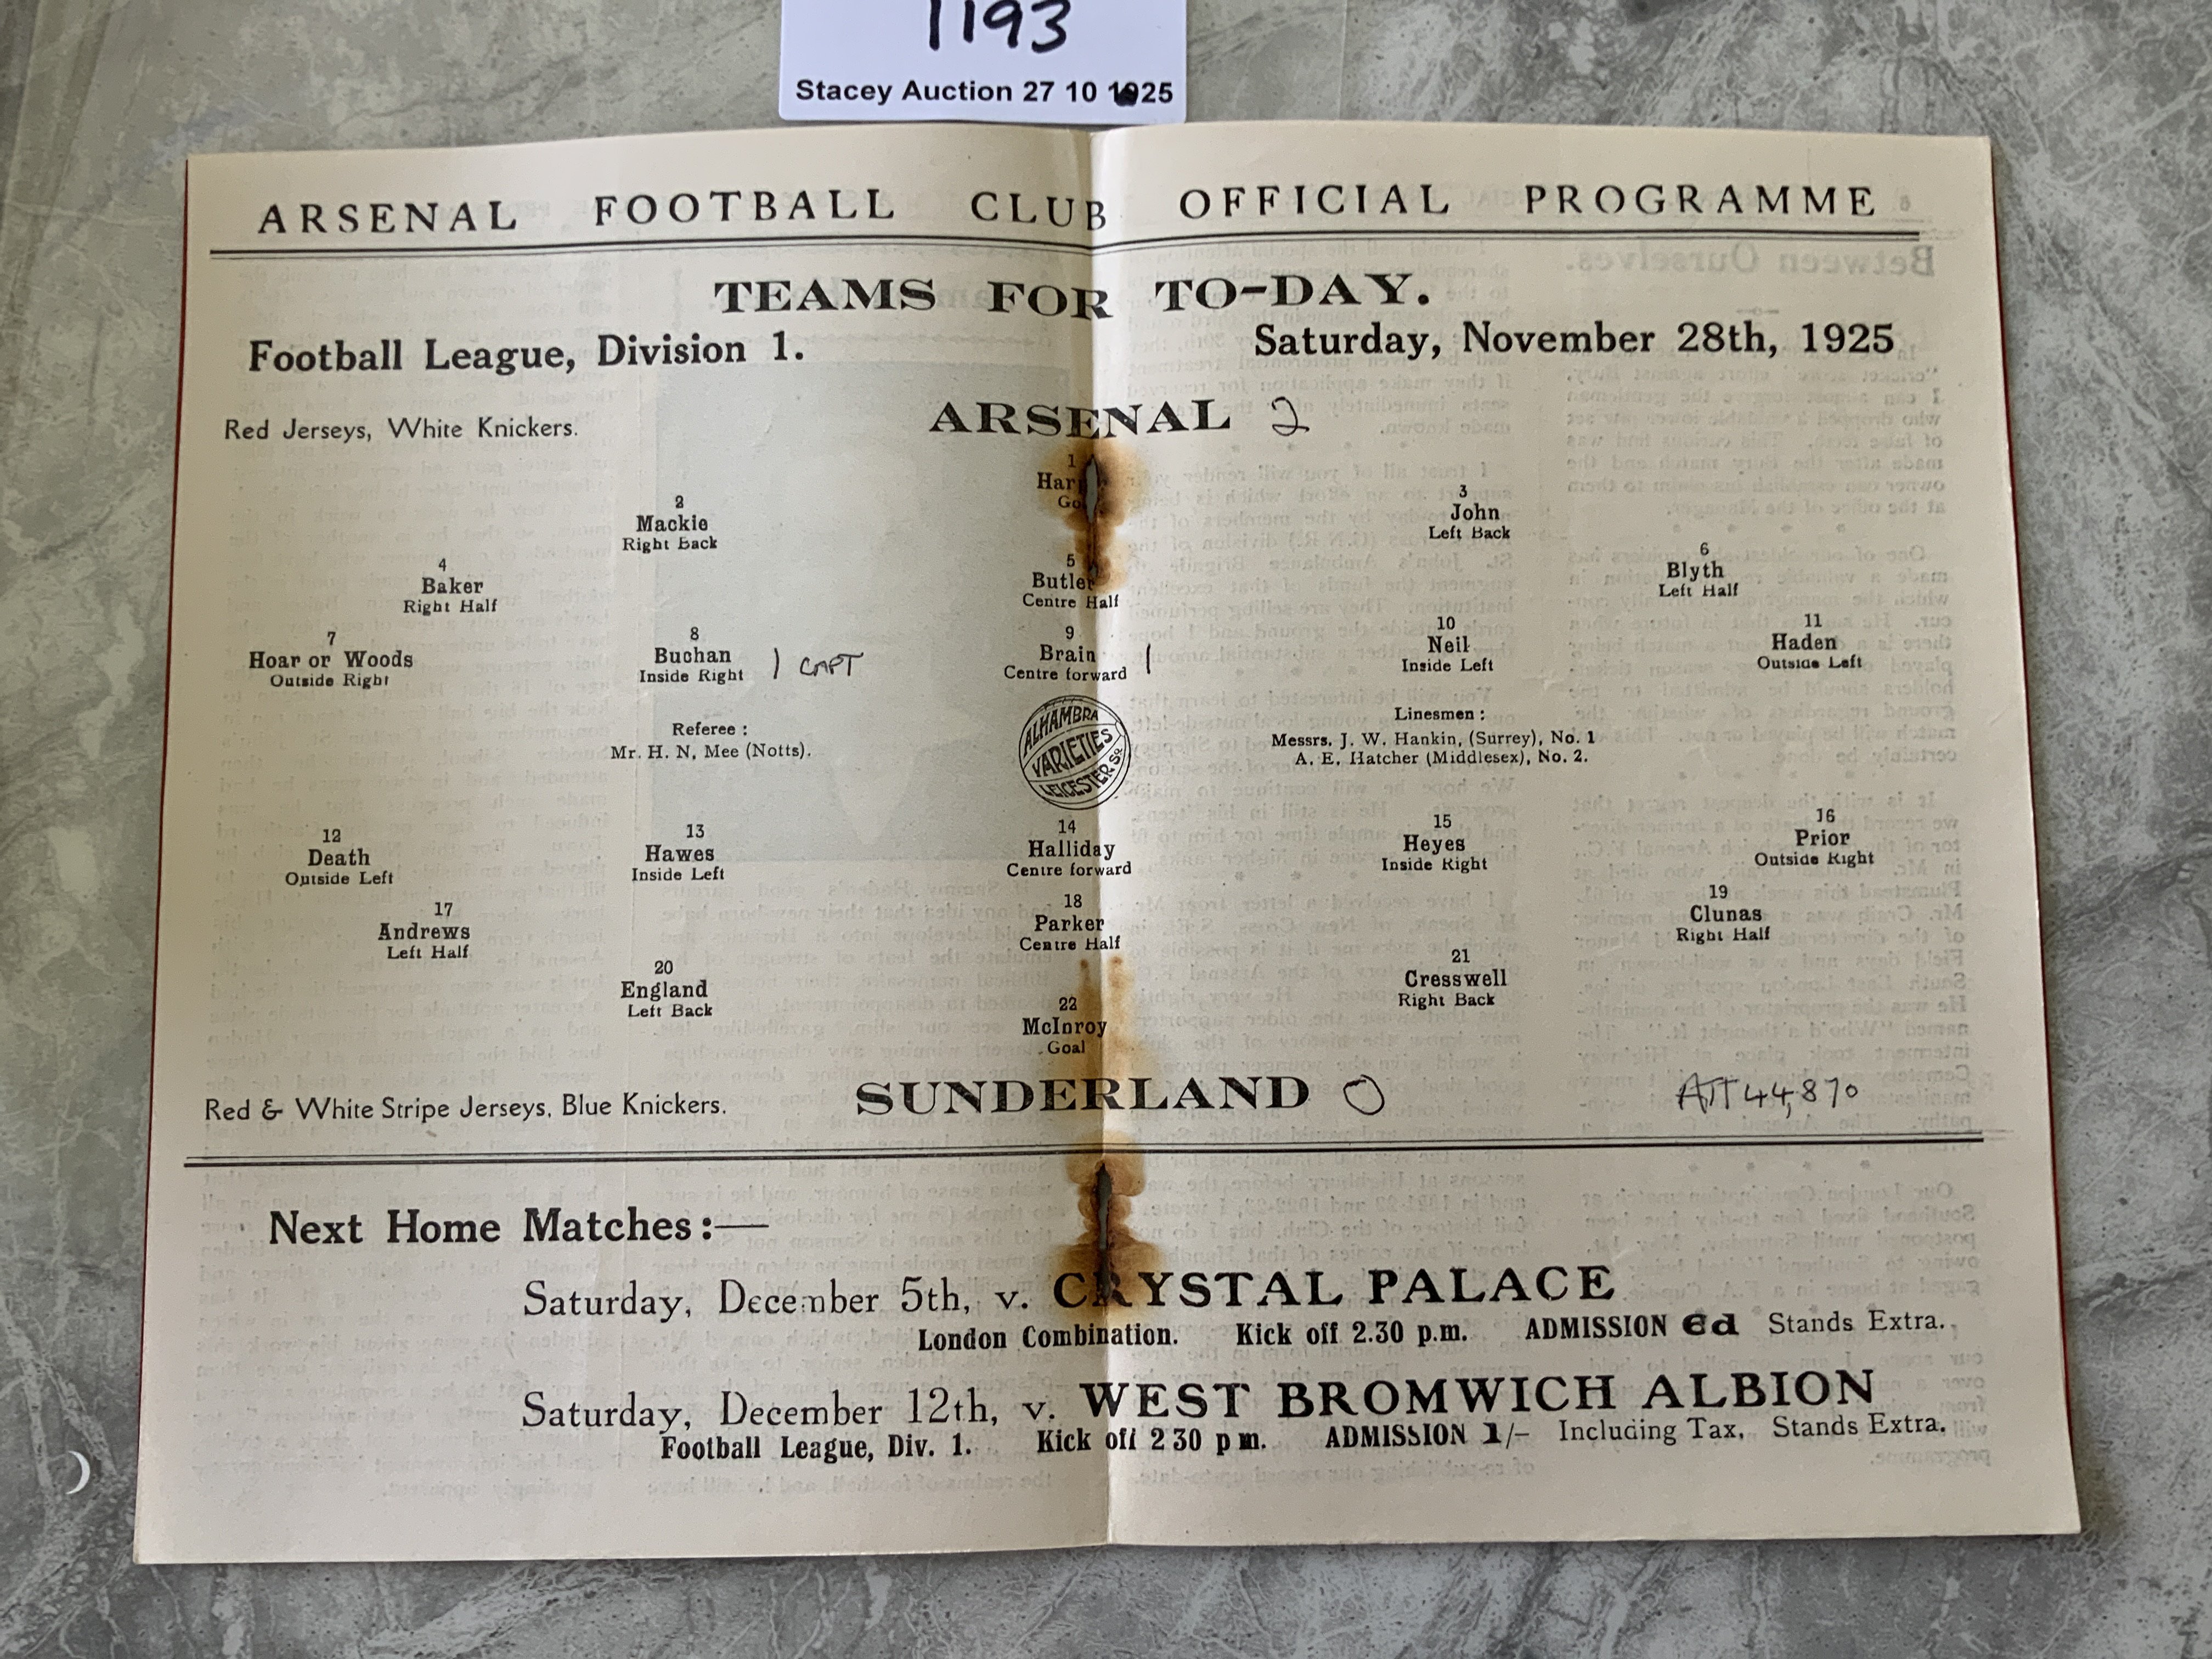 1193
Stacey Auction 27 10 1925
ARSENAL FOOTBALL CLUB OFFICIAL PROGRAMME
TEAMS FOR TO-DAY.
Football League, Division 1. Saturday, November 28th, 1925
Red Jerseys, White Knickers. ARSENAL 2
1
2 3
Mackie John
Right Back Left Back
4 5 6
Baker Butler Blyth
Right Half Centre Half Left Half
7 8 9 10 11
Hoar or Woods Buchan ) CAPT Brain | Neil Haden
Outside Right Inside Right Centre forward Inside Left Outside Left
Referee : Linesmen :
Mr. H. N, Mee (Notts). Messrs. J. W. Hankin, (Surrey), No. 1
A. E. Hatcher (Middlesex), No. 2.
ALHAMBRA
VARIETIES
LEICESTER SQ.
12 13 14 15 16
Death Hawes Halliday Heyes Prior
Outside Left Inside Left Centre forward Inside Right Outside Right
17 18 19
Andrews Parker Clunas
Left Half Centre Half Right Half
20 21
England Cresswell
Left Back Right Back
22
McInroy
Goal
Red & White Stripe Jerseys, Blue Knickers. SUNDERLAND 0 ATT 44,870
Next Home Matches:—
Saturday, December 5th, v. CRYSTAL PALACE
London Combination. Kick off 2.30 p.m. ADMISSION 6d Stands Extra.
Saturday, December 12th, v. WEST BROMWICH ALBION
Football League, Div. 1. Kick off 2 30 p m. ADMISSION 1/- Including Tax, Stands Extra.